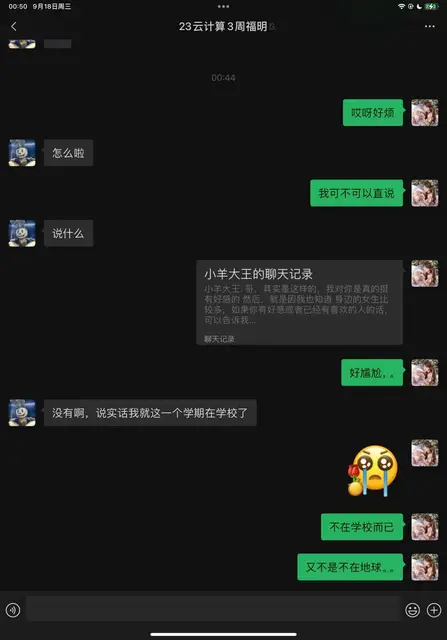 00:50 9月18日周三
23云计算3周福明
00:44
哎呀好烦
怎么啦
我可不可以直说
说什么
小羊大王的聊天记录
小羊大王: 哥、其实墨这样的，我对你是真的挺
有好感的 然后，就是因我也知道 身边的女生比
较多，如果你有好感或者已经有喜欢的人的话，
可以告诉我...
聊天记录
好尴尬，。
没有啊，说实话我就这一个学期在学校了
不在学校而已
又不是不在地球。。